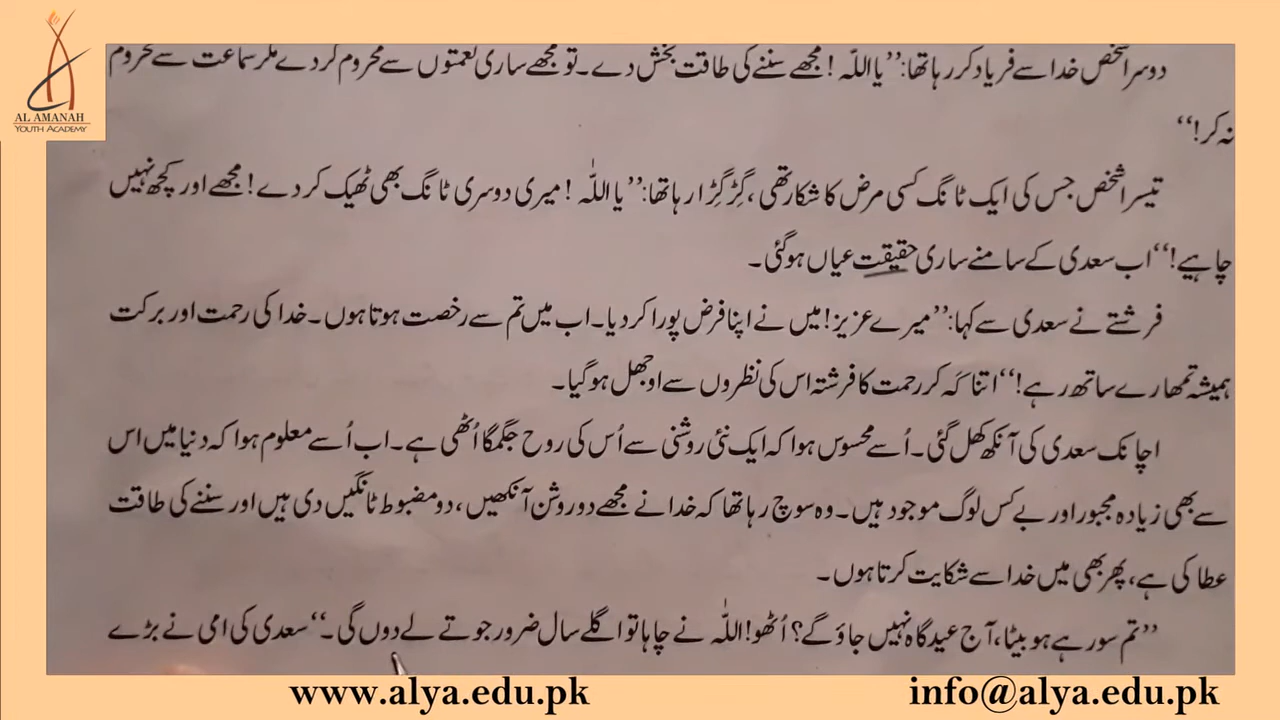 AL AMANAH
YOUTH ACADEMY
دوسرا شخص خدا سے فریاد کر رہا تھا: ’’یا اللہ! مجھے سننے کی طاقت بخش دے۔ تو مجھے ساری نعمتوں سے محروم کر دے مگر سماعت سے محروم
نہ کر!‘‘
تیسرا شخص جس کی ایک ٹانگ کسی مرض کا شکار تھی، گِڑگِڑا رہا تھا: ’’یا اللہ! میری دوسری ٹانگ بھی ٹھیک کر دے! مجھے اور کچھ نہیں
چاہیے!‘‘ اب سعدی کے سامنے ساری حقیقت عیاں ہو گئی۔
فرشتے نے سعدی سے کہا: ’’میرے عزیز! میں نے اپنا فرض پورا کر دیا۔ اب میں تم سے رخصت ہوتا ہوں۔ خدا کی رحمت اور برکت
ہمیشہ تمھارے ساتھ رہے!‘‘ اتنا کَہ کر رحمت کا فرشتہ اس کی نظروں سے اوجھل ہو گیا۔
اچانک سعدی کی آنکھ کھل گئی۔ اُسے محسوس ہوا کہ ایک نئی روشنی سے اُس کی روح جگمگا اُٹھی ہے۔ اب اُسے معلوم ہوا کہ دنیا میں اس
سے بھی زیادہ مجبور اور بے کس لوگ موجود ہیں۔ وہ سوچ رہا تھا کہ خدا نے مجھے دو روشن آنکھیں، دو مضبوط ٹانگیں دی ہیں اور سننے کی طاقت
عطا کی ہے، پھر بھی میں خدا سے شکایت کرتا ہوں۔
’’تم سو رہے ہو بیٹا، آج عیدگاہ نہیں جاؤ گے؟ اُٹھو! اللہ نے چاہا تو اگلے سال ضرور جوتے لے دوں گی۔‘‘ سعدی کی امی نے بڑے
www.alya.edu.pk
info@alya.edu.pk